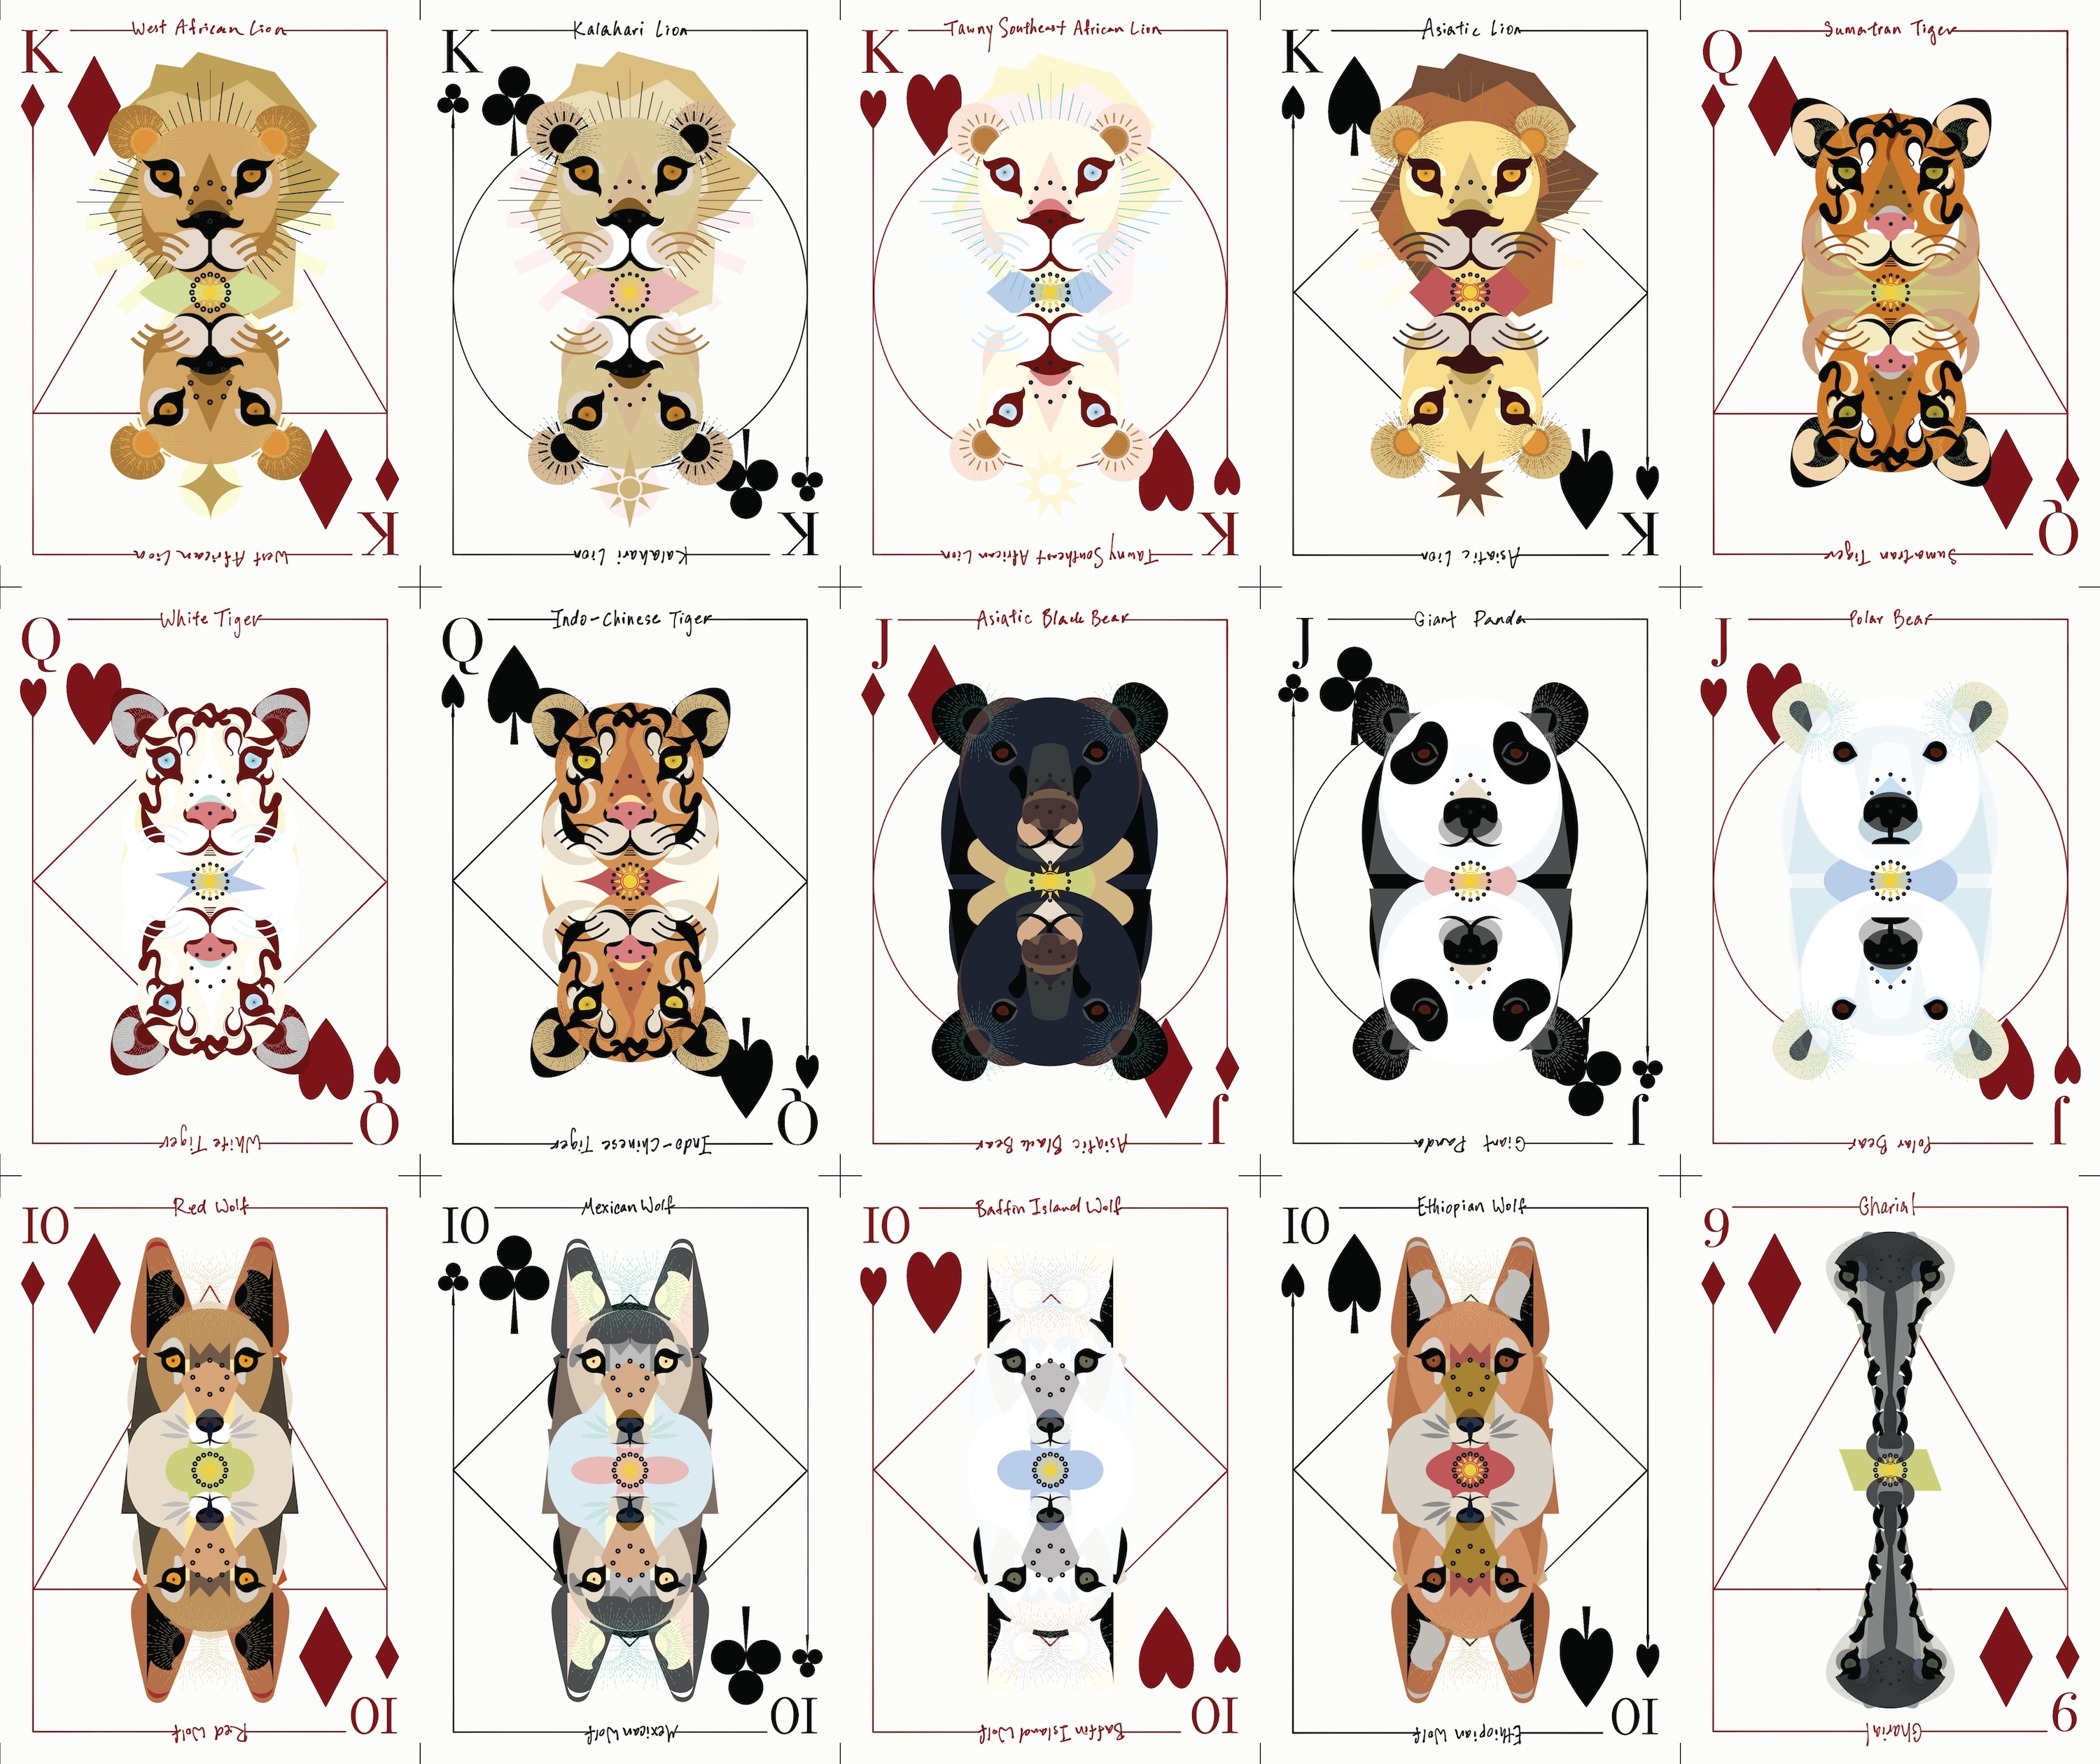 K
West African Lion
West African Lion
K
K
Kalahari Lion
Kalahari Lion
K
K
Tawny Southeast African Lion
Tawny Southeast African Lion
K
K
Asiatic Lion
Asiatic Lion
K
Q
Sumatran Tiger
Sumatran Tiger
Q
Q
White Tiger
White Tiger
Q
Q
Indo-Chinese Tiger
Indo-Chinese Tiger
Q
J
Asiatic Black Bear
Asiatic Black Bear
J
J
Giant Panda
Giant Panda
J
J
Polar Bear
Polar Bear
J
10
Red Wolf
Red Wolf
10
10
Mexican Wolf
Mexican Wolf
10
10
Baffin Island Wolf
Baffin Island Wolf
10
10
Ethiopian Wolf
Ethiopian Wolf
10
9
Gharial
Gharial
9